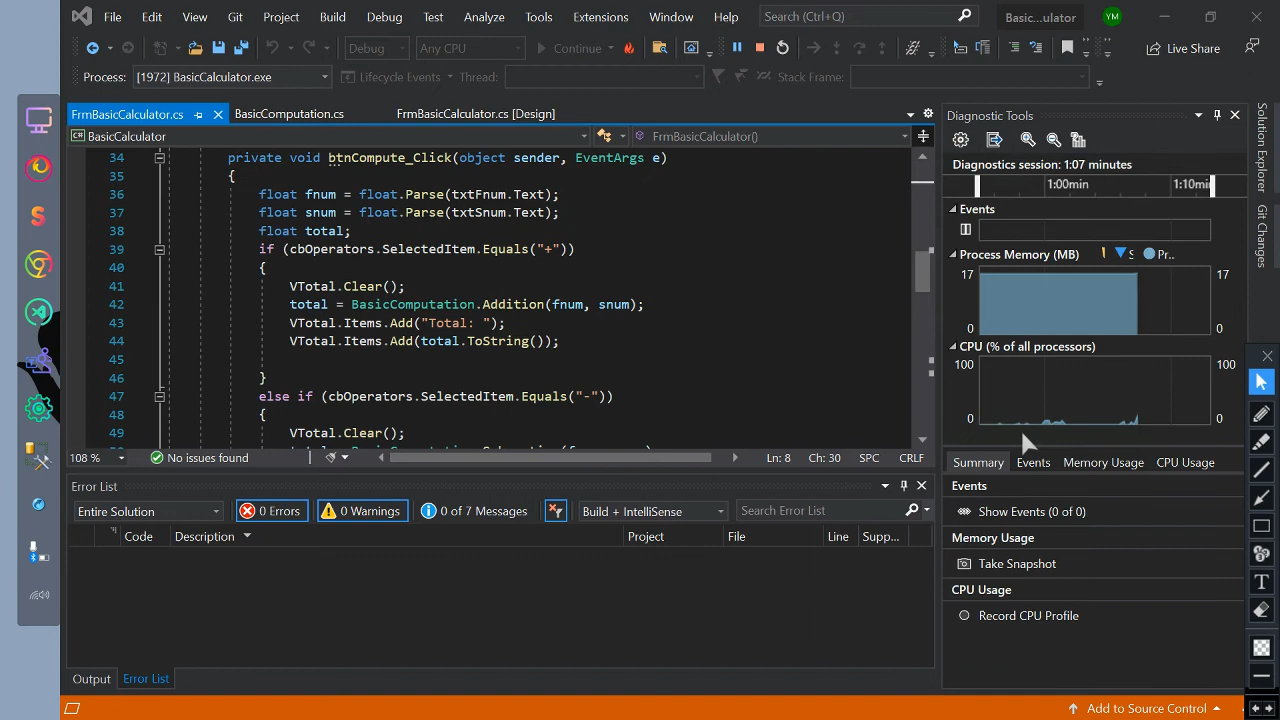 File Edit View Git Project Build Debug Test Analyze Tools Extensions Window Help Search (Ctrl+Q) Basic...ulator YM
Debug Any CPU Continue Live Share
Process: [1972] BasicCalculator.exe Lifecycle Events Thread: Stack Frame:
FrmBasicCalculator.cs BasicComputation.cs FrmBasicCalculator.cs [Design]
BasicCalculator FrmBasicCalculator()
34 private void btnCompute_Click(object sender, EventArgs e)
35 {
36 float fnum = float.Parse(txtFnum.Text);
37 float snum = float.Parse(txtSnum.Text);
38 float total;
39 if (cbOperators.SelectedItem.Equals("+"))
40 {
41 VTotal.Clear();
42 total = BasicComputation.Addition(fnum, snum);
43 VTotal.Items.Add("Total: ");
44 VTotal.Items.Add(total.ToString());
45
46 }
47 else if (cbOperators.SelectedItem.Equals("-"))
48 {
49 VTotal.Clear();
108 % No issues found Ln: 8 Ch: 30 SPC CRLF
Error List
Entire Solution 0 Errors 0 Warnings 0 of 7 Messages Build + IntelliSense Search Error List
Code Description Project File Line Supp...
Output Error List
Diagnostic Tools
Diagnostics session: 1:07 minutes
1:00min 1:10min
Events
Process Memory (MB) S Pr..
17 17
0 0
CPU (% of all processors)
100 100
0 0
Summary Events Memory Usage CPU Usage
Events
Show Events (0 of 0)
Memory Usage
Take Snapshot
CPU Usage
Record CPU Profile
Solution Explorer
Git Changes
Add to Source Control